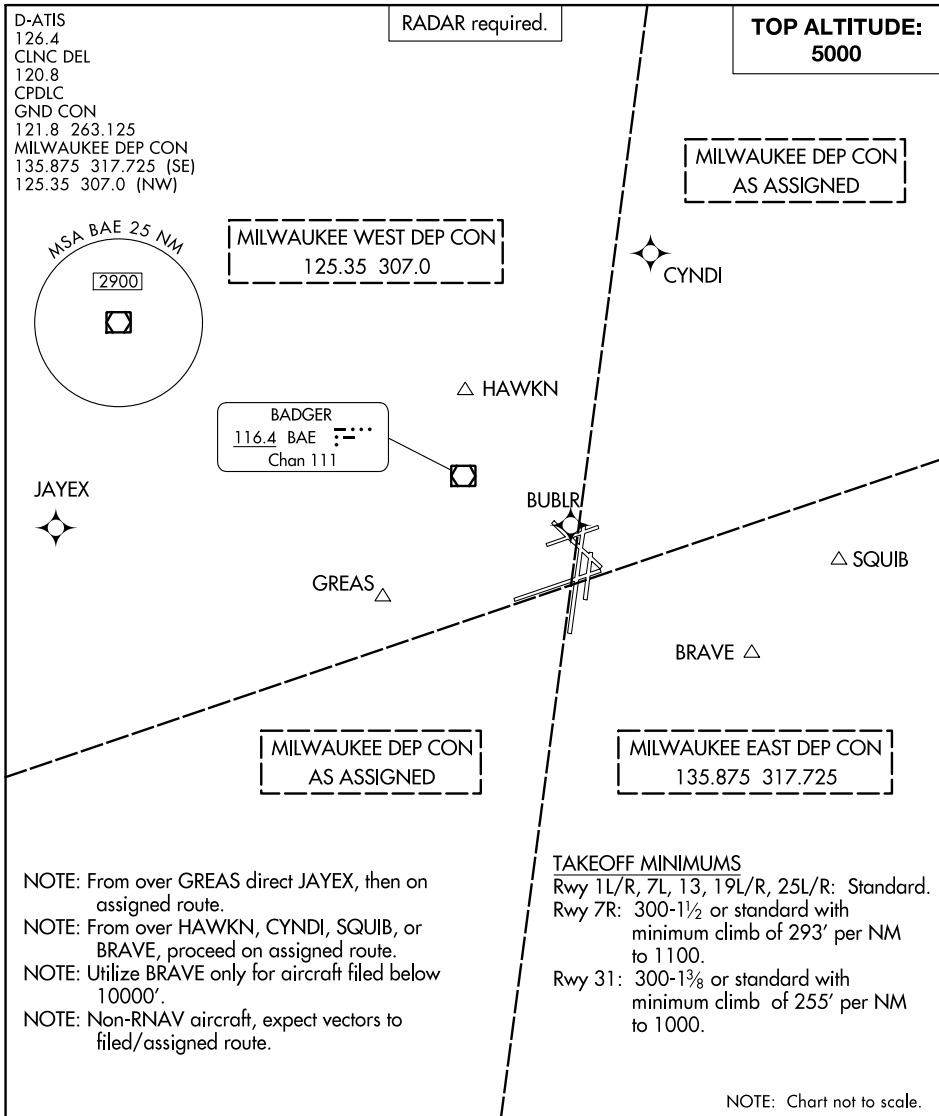 D-ATIS
126.4
CLNC DEL
120.8
CPDLC
GND CON
121.8 263.125
MILWAUKEE DEP CON
135.875 317.725 (SE)
125.35 307.0 (NW)
RADAR required.
TOP ALTITUDE:
5000
MILWAUKEE DEP CON
AS ASSIGNED
MSA BAE 25 NM
2900
MILWAUKEE WEST DEP CON
125.35 307.0
CYNDI
HAWKN
BADGER
116.4 BAE
Chan 111
JAYEX
BUBLR
GREAS
SQUIB
BRAVE
MILWAUKEE DEP CON
AS ASSIGNED
MILWAUKEE EAST DEP CON
135.875 317.725
NOTE: From over GREAS direct JAYEX, then on
assigned route.
NOTE: From over HAWKN, CYNDI, SQUIB, or
BRAVE, proceed on assigned route.
NOTE: Utilize BRAVE only for aircraft filed below
10000'.
NOTE: Non-RNAV aircraft, expect vectors to
filed/assigned route.
TAKEOFF MINIMUMS
Rwy 1L/R, 7L, 13, 19L/R, 25L/R: Standard.
Rwy 7R: 300-1½ or standard with
minimum climb of 293' per NM
to 1100.
Rwy 31: 300-1⅜ or standard with
minimum climb of 255' per NM
to 1000.
NOTE: Chart not to scale.